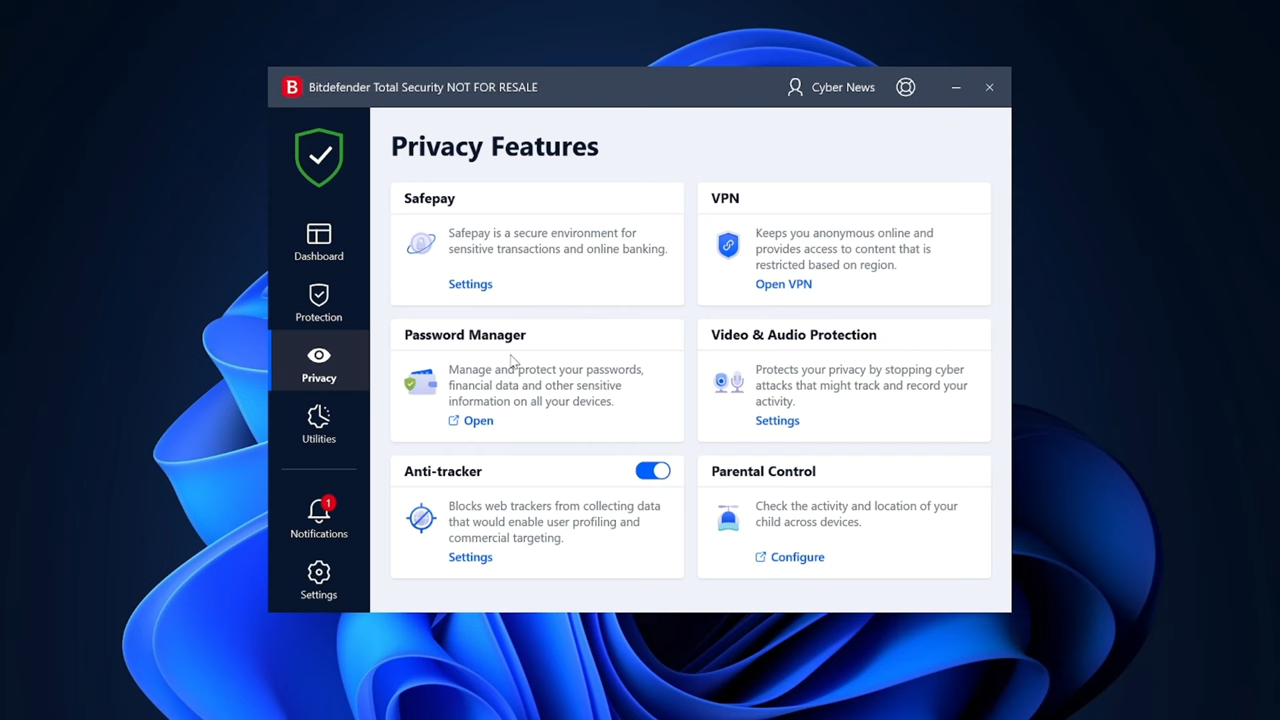 B Bitdefender Total Security NOT FOR RESALE
Cyber News
Dashboard
Protection
Privacy
Utilities
1
Notifications
Settings
Privacy Features
Safepay
Safepay is a secure environment for
sensitive transactions and online banking.
Settings
VPN
Keeps you anonymous online and
provides access to content that is
restricted based on region.
Open VPN
Password Manager
Manage and protect your passwords,
financial data and other sensitive
information on all your devices.
Open
Video & Audio Protection
Protects your privacy by stopping cyber
attacks that might track and record your
activity.
Settings
Anti-tracker
Blocks web trackers from collecting data
that would enable user profiling and
commercial targeting.
Settings
Parental Control
Check the activity and location of your
child across devices.
Configure